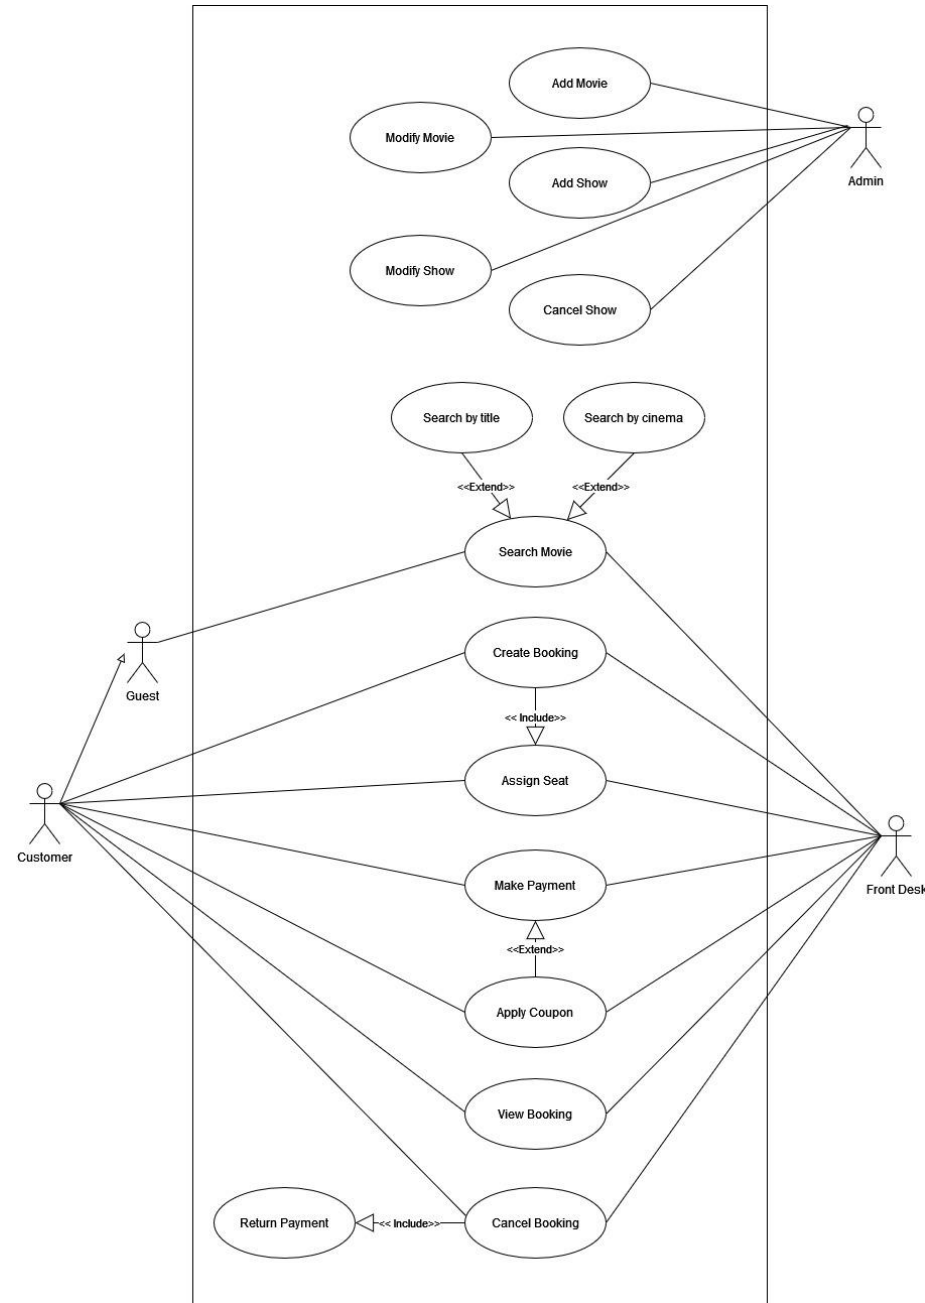 Add Movie
Modify Movie
Admin
Add Show
Modify Show
Cancel Show
Search by title
Search by cinema
<<Extend>>
<<Extend>>
Search Movie
Create Booking
Guest
<< Include>>
Assign Seat
Customer
Make Payment
Front Desk
<<Extend>>
Apply Coupon
View Booking
Return Payment
<< Include>>
Cancel Booking